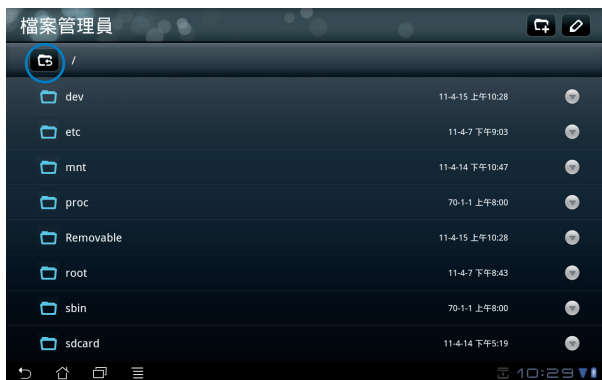 檔案管理員
/
dev 11-4-15 上午10:28
etc 11-4-7 下午9:03
mnt 11-4-14 下午10:47
proc 70-1-1 上午8:00
Removable 11-4-15 上午10:28
root 11-4-7 下午8:43
sbin 70-1-1 上午8:00
sdcard 11-4-14 下午5:19
10:29